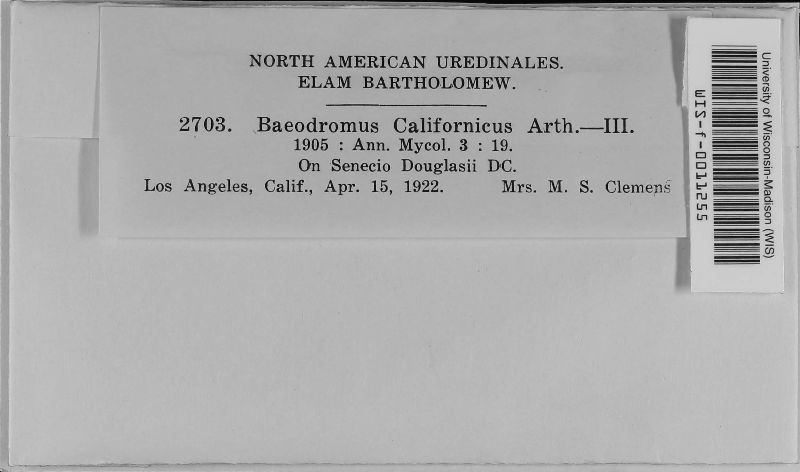 NORTH AMERICAN UREDINALES.
ELAM BARTHOLOMEW.
2703. Baeodromus Californicus Arth.—III.
1905 : Ann. Mycol. 3 : 19.
On Senecio Douglasii DC.
Los Angeles, Calif., Apr. 15, 1922. Mrs. M. S. Clemens
University of Wisconsin-Madison (WIS)
WIS-f-0011255